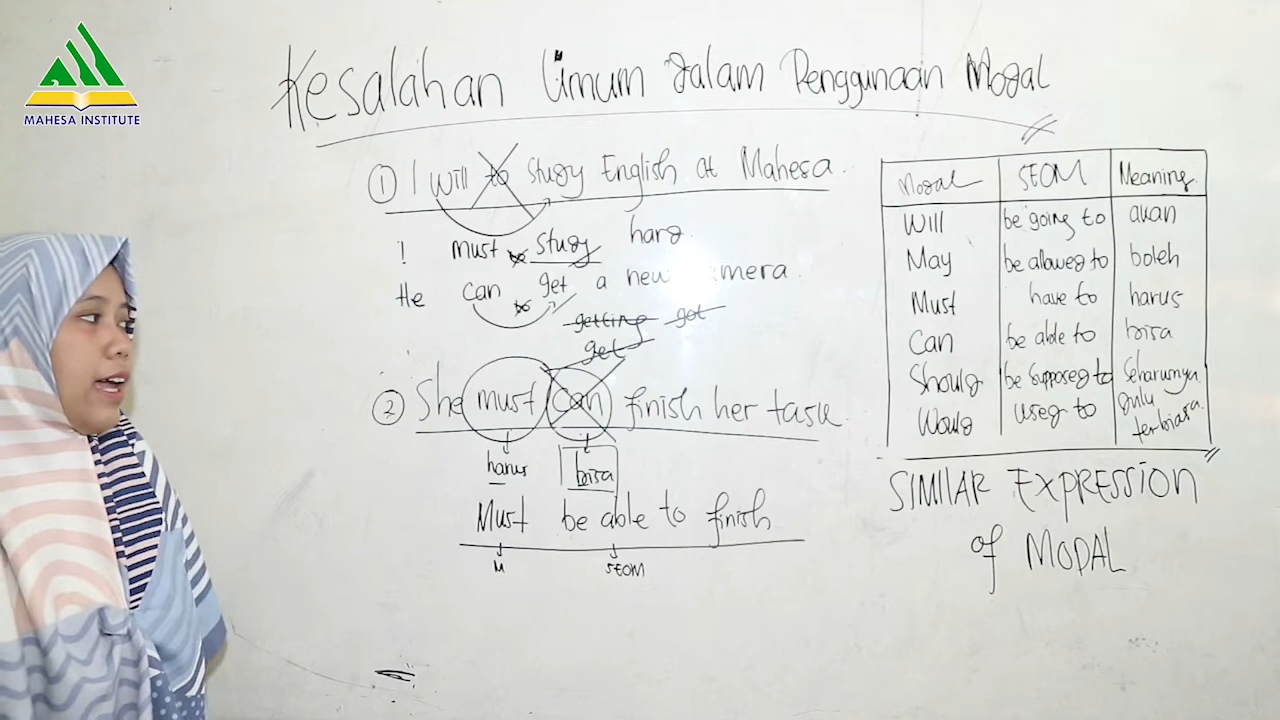 MAHESA INSTITUTE
Kesalahan Umum dalam Penggunaan Modal
① I will to study English at Mahesa.
I must to study hard.
He can to get a new camera.
getting got
get
② She must can finish her task.
harus bisa
Must be able to finish
M SEOM
Modal SEOM Meaning
Will be going to akan
May be allowed to boleh
Must have to harus
Can be able to bisa
Should be supposed to Seharusnya
Would used to dulu terbiasa.
SIMILAR EXPRESSION
of MODAL